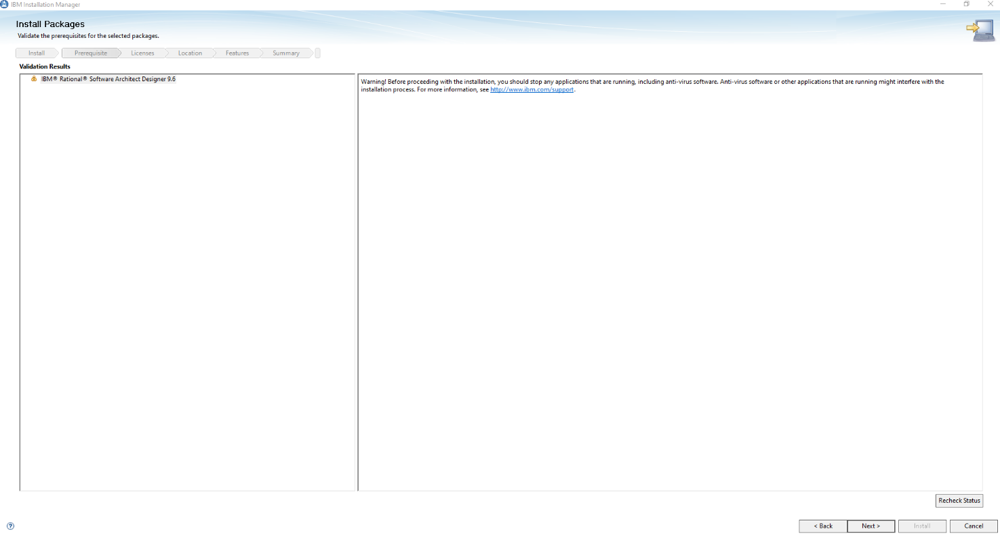 IBM Installation Manager
Install Packages
Validate the prerequisites for the selected packages.
Install Prerequisite Licenses Location Features Summary
Validation Results
IBM® Rational® Software Architect Designer 9.6
Warning! Before proceeding with the installation, you should stop any applications that are running, including anti-virus software. Anti-virus software or other applications that are running might interfere with the
installation process. For more information, see http://www.ibm.com/support.
Recheck Status
?
< Back Next > Install Cancel